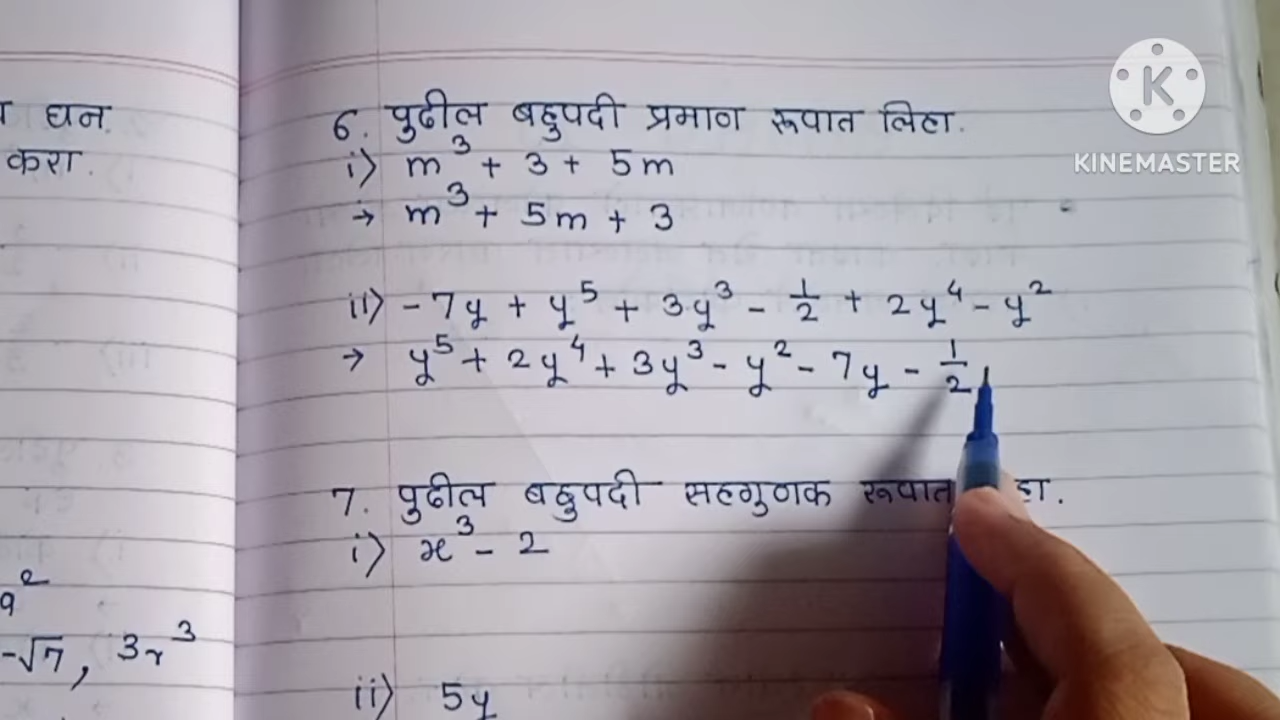 घन.
करा.
9²
-√7, 3r³
6. पुढील बहुपदी प्रमाण रूपात लिहा.
i) m³ + 3 + 5m
→ m³ + 5m + 3
ii) -7y + y⁵ + 3y³ - 1/2 + 2y⁴ - y²
→ y⁵ + 2y⁴ + 3y³ - y² - 7y - 1/2
7. पुढील बहुपदी सहगुणक रूपात हा.
i) x³ - 2
ii) 5y
K
KINEMASTER